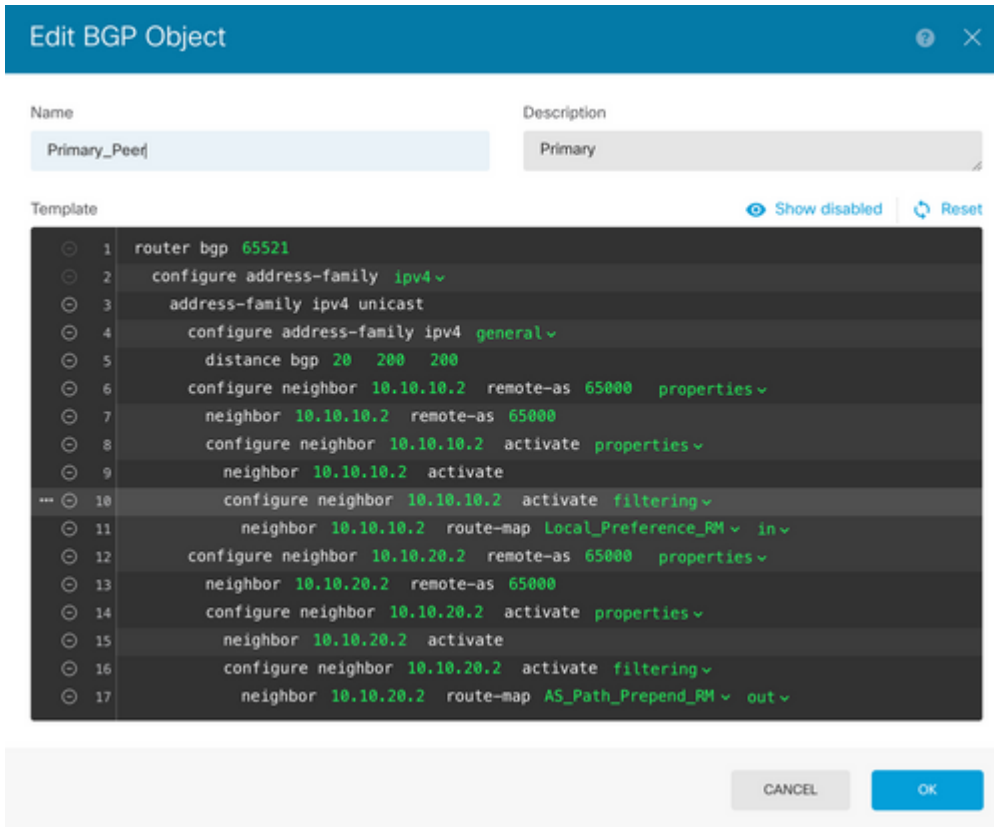 Edit BGP Object
Name
Description
Primary_Peer
Primary
Template
Show disabled
Reset
1 router bgp 65521
2 configure address-family ipv4
3 address-family ipv4 unicast
4 configure address-family ipv4 general
5 distance bgp 20 200 200
6 configure neighbor 10.10.10.2 remote-as 65000 properties
7 neighbor 10.10.10.2 remote-as 65000
8 configure neighbor 10.10.10.2 activate properties
9 neighbor 10.10.10.2 activate
10 configure neighbor 10.10.10.2 activate filtering
11 neighbor 10.10.10.2 route-map Local_Preference_RM in
12 configure neighbor 10.10.20.2 remote-as 65000 properties
13 neighbor 10.10.20.2 remote-as 65000
14 configure neighbor 10.10.20.2 activate properties
15 neighbor 10.10.20.2 activate
16 configure neighbor 10.10.20.2 activate filtering
17 neighbor 10.10.20.2 route-map AS_Path_Prepend_RM out
CANCEL
OK